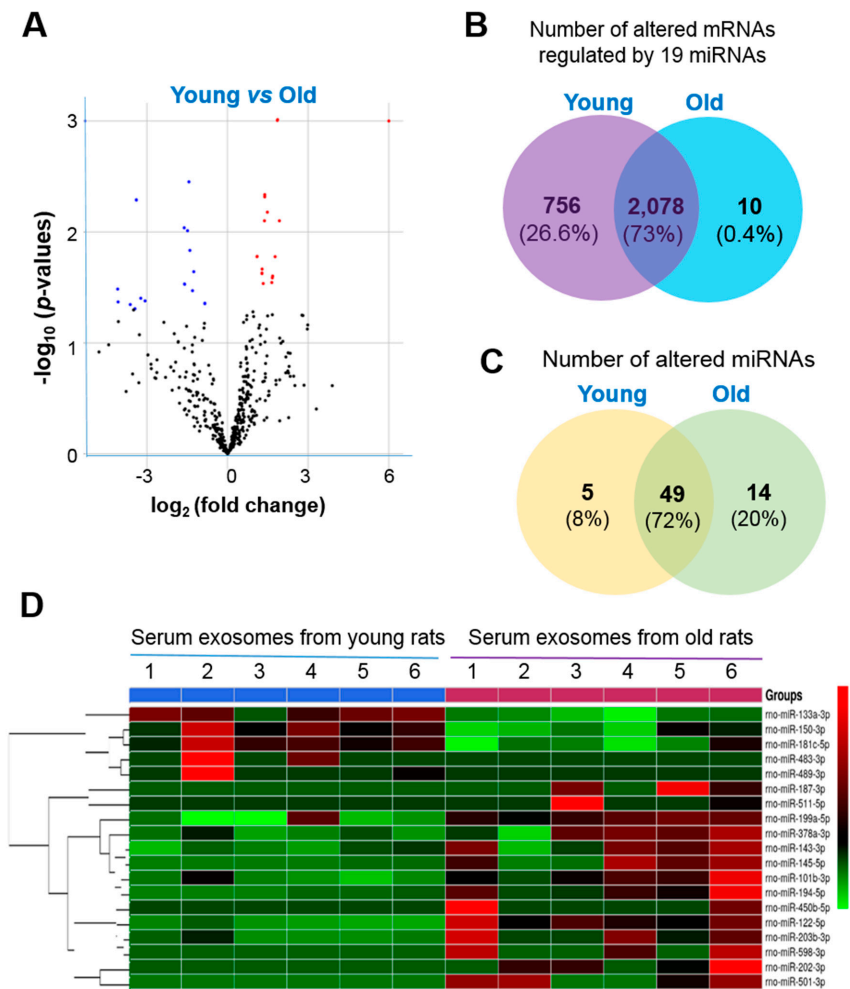 A
Young vs Old
3
2
1
0
-3
0
3
6
-log10 (p-values)
log2 (fold change)
B
Number of altered mRNAs
regulated by 19 miRNAs
Young Old
756 2,078 10
(26.6%) (73%) (0.4%)
C
Number of altered miRNAs
Young Old
5 49 14
(8%) (72%) (20%)
D
Serum exosomes from young rats Serum exosomes from old rats
1 2 3 4 5 6 1 2 3 4 5 6
Groups
rno-miR-133a-3p
rno-miR-150-3p
rno-miR-181c-5p
rno-miR-483-3p
rno-miR-489-3p
rno-miR-187-3p
rno-miR-511-5p
rno-miR-199a-5p
rno-miR-378a-3p
rno-miR-143-3p
rno-miR-145-5p
rno-miR-101b-3p
rno-miR-194-5p
rno-miR-450b-5p
rno-miR-122-5p
rno-miR-203b-3p
rno-miR-598-3p
rno-miR-202-3p
rno-miR-501-3p